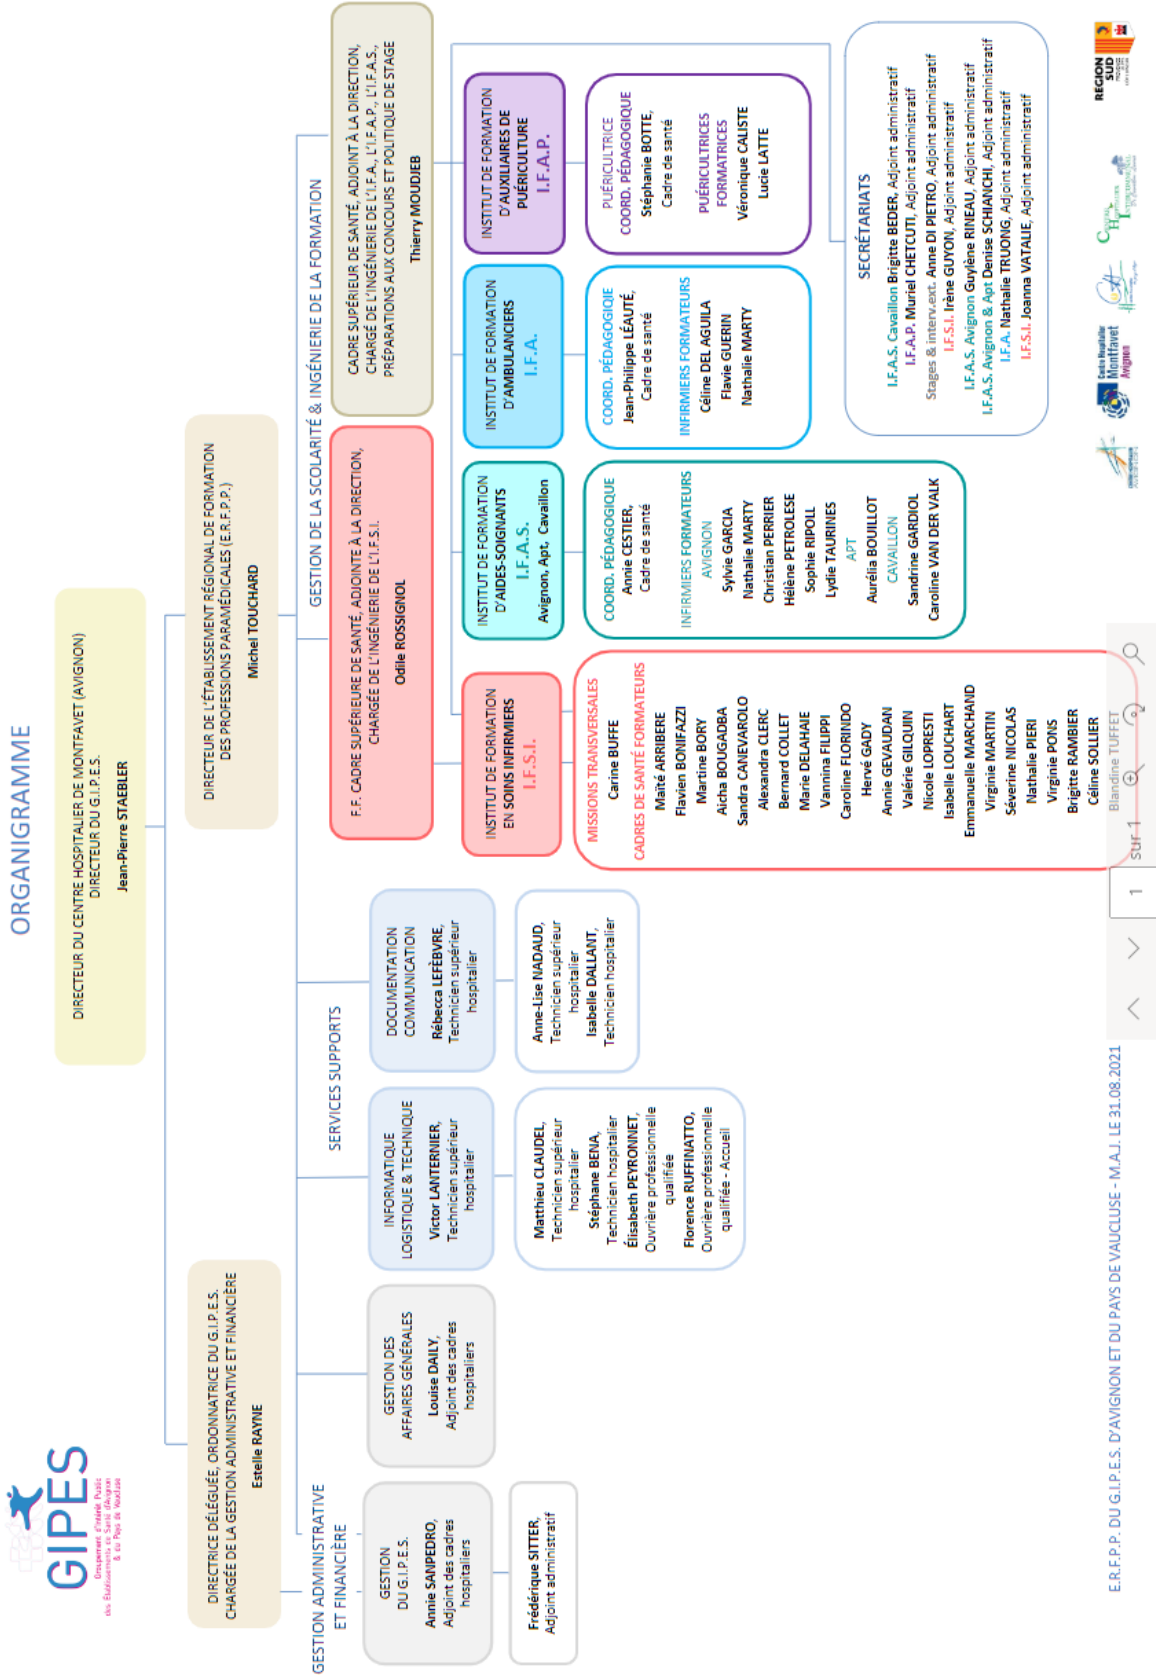 ORGANIGRAMME
GIPES
Groupement d'Intérêt Public
des Établissements de Santé d'Avignon
& du Pays de Vaucluse
DIRECTEUR DU CENTRE HOSPITALIER DE MONTFAVET (AVIGNON)
DIRECTEUR DU G.I.P.E.S.
Jean-Pierre STAEBLER
DIRECTRICE DÉLÉGUÉE, ORDONNATRICE DU G.I.P.E.S.
CHARGÉE DE LA GESTION ADMINISTRATIVE ET FINANCIÈRE
Estelle RAYNE
DIRECTEUR DE L'ÉTABLISSEMENT RÉGIONAL DE FORMATION
DES PROFESSIONS PARAMÉDICALES (E.R.F.P.P.)
Michel TOUCHARD
GESTION ADMINISTRATIVE
ET FINANCIÈRE
SERVICES SUPPORTS
GESTION DE LA SCOLARITÉ & INGÉNIERIE DE LA FORMATION
GESTION
DU G.I.P.E.S.
Annie SANPEDRO,
Adjoint des cadres
hospitaliers
Frédérique SITTER,
Adjoint administratif
GESTION DES
AFFAIRES GÉNÉRALES
Louise DAILY,
Adjoint des cadres
hospitaliers
INFORMATIQUE
LOGISTIQUE & TECHNIQUE
Victor LANTERNIER,
Technicien supérieur
hospitalier
Matthieu CLAUDEL,
Technicien supérieur
hospitalier
Stéphane BENA,
Technicien hospitalier
Élisabeth PEYRONNET,
Ouvrière professionnelle
qualifiée
Florence RUFFINATTO,
Ouvrière professionnelle
qualifiée - Accueil
DOCUMENTATION
COMMUNICATION
Rébecca LEFÈBVRE,
Technicien supérieur
hospitalier
Anne-Lise NADAUD,
Technicien supérieur
hospitalier
Isabelle DALLANT,
Technicien hospitalier
F.F. CADRE SUPÉRIEURE DE SANTÉ, ADJOINTE À LA DIRECTION,
CHARGÉE DE L'INGÉNIERIE DE L'I.F.S.I.
Odile ROSSIGNOL
CADRE SUPÉRIEUR DE SANTÉ, ADJOINT À LA DIRECTION,
CHARGÉ DE L'INGÉNIERIE DE L'I.F.A., L'I.F.A.P., L'I.F.A.S.,
PRÉPARATIONS AUX CONCOURS ET POLITIQUE DE STAGE
Thierry MOUDJEB
INSTITUT DE FORMATION
EN SOINS INFIRMIERS
I.F.S.I.
MISSIONS TRANSVERSALES
Carine BUFFE
CADRES DE SANTÉ FORMATEURS
Maïté ARRIBERE
Flavien BONIFAZZI
Martine BORY
Aicha BOUGADBA
Sandra CANEVAROLO
Alexandra CLERC
Bernard COLLET
Marie DELAHAIE
Vannina FILIPPI
Caroline FLORINDO
Hervé GADY
Annie GEVAUDAN
Valérie GILQUIN
Nicole LOPRESTI
Isabelle LOUCHART
Emmanuelle MARCHAND
Virginie MARTIN
Séverine NICOLAS
Nathalie PIERI
Virginie PONS
Brigitte RAMBIER
Céline SOLLIER
Blandine TUFFET
INSTITUT DE FORMATION
D'AIDES-SOIGNANTS
I.F.A.S.
Avignon, Apt, Cavaillon
COORD. PÉDAGOGIQUE
Annie CESTIER,
Cadre de santé
INFIRMIERS FORMATEURS
AVIGNON
Sylvie GARCIA
Nathalie MARTY
Christian PERRIER
Hélène PETROLESE
Sophie RIPOLL
Lydie TAURINES
APT
Aurélia BOUILLOT
CAVAILLON
Sandrine GARDIOL
Caroline VAN DER VALK
INSTITUT DE FORMATION
D'AMBULANCIERS
I.F.A.
COORD. PÉDAGOGIQE
Jean-Philippe LÉAUTÉ,
Cadre de santé
INFIRMIERS FORMATEURS
Céline DEL AGUILA
Flavie GUERIN
Nathalie MARTY
INSTITUT DE FORMATION
D'AUXILIAIRES DE
PUÉRICULTURE
I.F.A.P.
PUÉRICULTRICE
COORD. PÉDAGOGIQUE
Stéphanie BOTTE,
Cadre de santé
PUÉRICULTRICES
FORMATRICES
Véronique CALISTE
Lucie LATTE
SECRÉTARIATS
I.F.A.S. Cavaillon Brigitte BEDER, Adjoint administratif
I.F.A.P. Muriel CHETCUTI, Adjoint administratif
Stages & interv.ext. Anne DI PIETRO, Adjoint administratif
I.F.S.I. Irène GUYON, Adjoint administratif
I.F.A.S. Avignon Guylène RINEAU, Adjoint administratif
I.F.A.S. Avignon & Apt Denise SCHIANCHI, Adjoint administratif
I.F.A. Nathalie TRUONG, Adjoint administratif
I.F.S.I. Joanna VATALIE, Adjoint administratif
E.R.F.P.P. DU G.I.P.E.S. D'AVIGNON ET DU PAYS DE VAUCLUSE - M.A.J. LE 31.08.2021
1 sur 1
Centre Hospitalier
Montfavet
Avignon
REGION
SUD